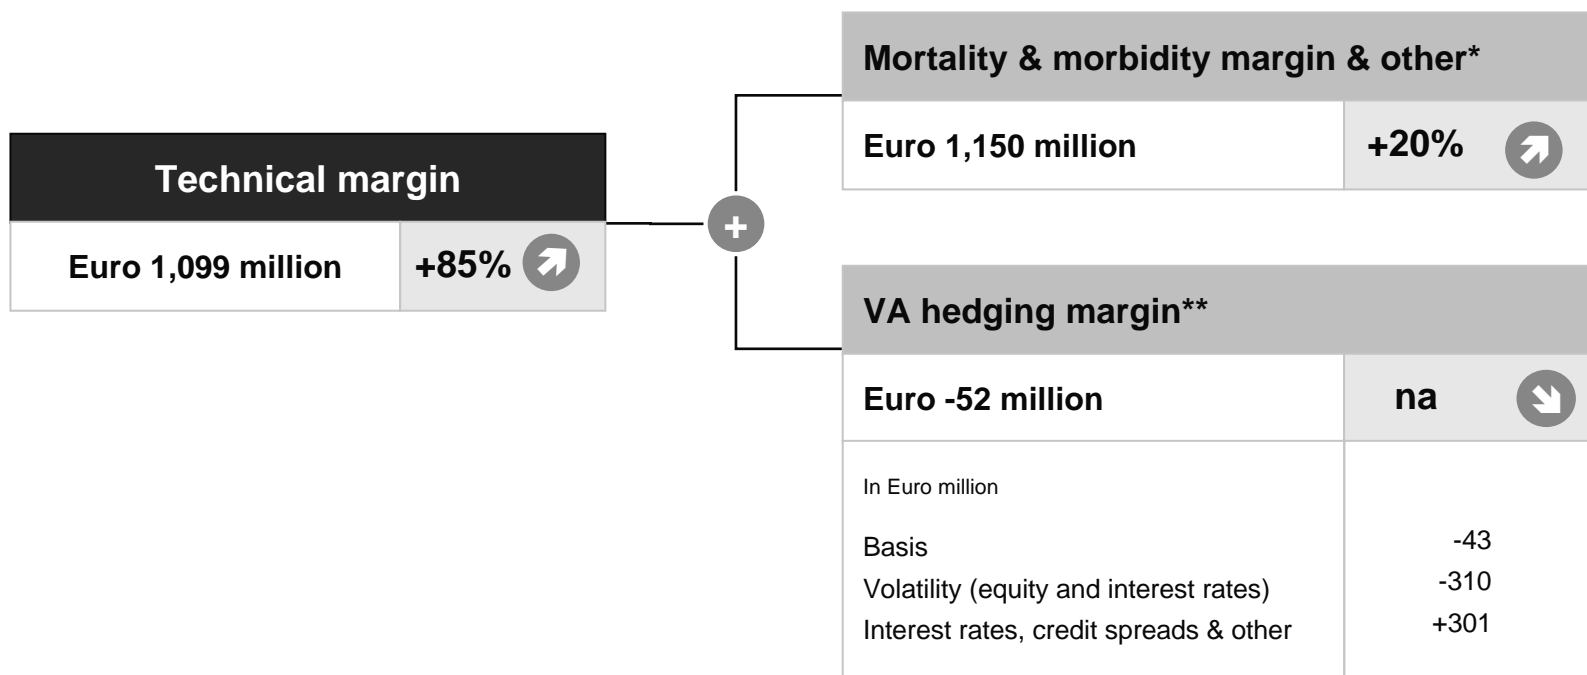 Technical margin
Euro 1,099 million +85%
+
Mortality & morbidity margin & other*
Euro 1,150 million +20%
VA hedging margin**
Euro -52 million na
In Euro million
Basis -43
Volatility (equity and interest rates) -310
Interest rates, credit spreads & other +301